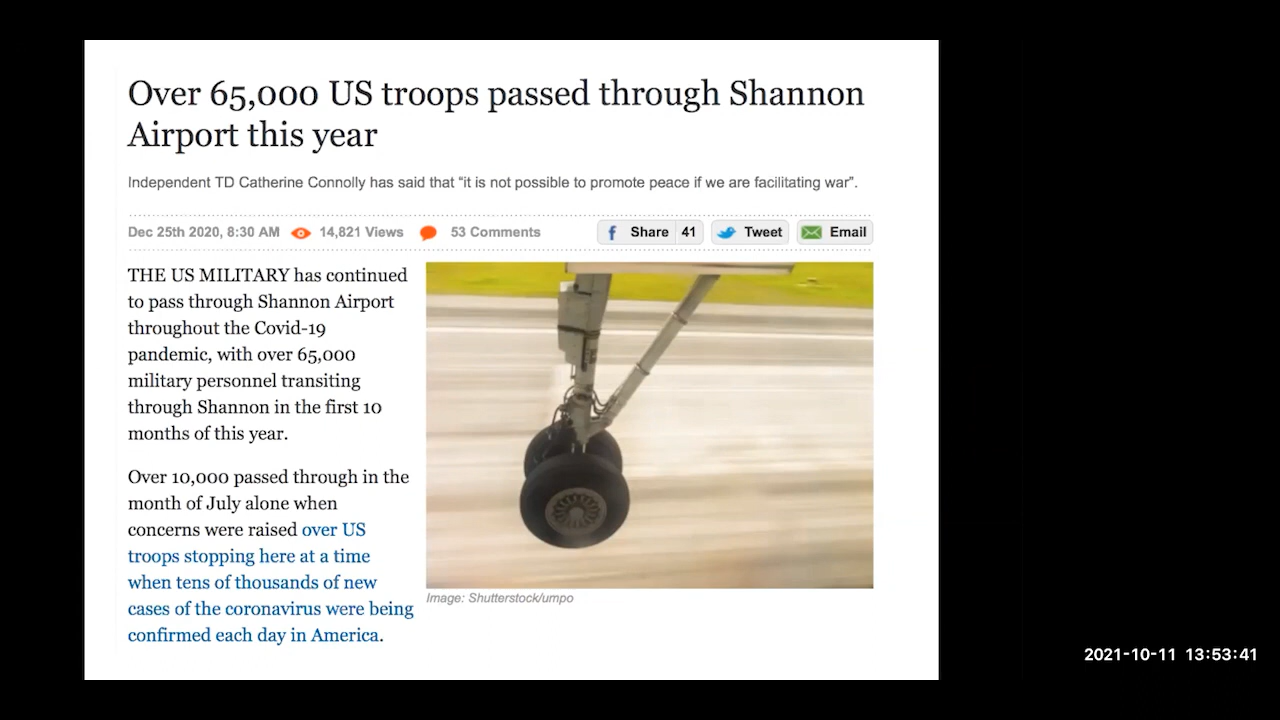 Over 65,000 US troops passed through Shannon
Airport this year
Independent TD Catherine Connolly has said that “it is not possible to promote peace if we are facilitating war”.
Dec 25th 2020, 8:30 AM 14,821 Views 53 Comments Share 41 Tweet Email
THE US MILITARY has continued
to pass through Shannon Airport
throughout the Covid-19
pandemic, with over 65,000
military personnel transiting
through Shannon in the first 10
months of this year.
Over 10,000 passed through in the
month of July alone when
concerns were raised over US
troops stopping here at a time
when tens of thousands of new
cases of the coronavirus were being
confirmed each day in America.
Image: Shutterstock/umpo
2021-10-11 13:53:41